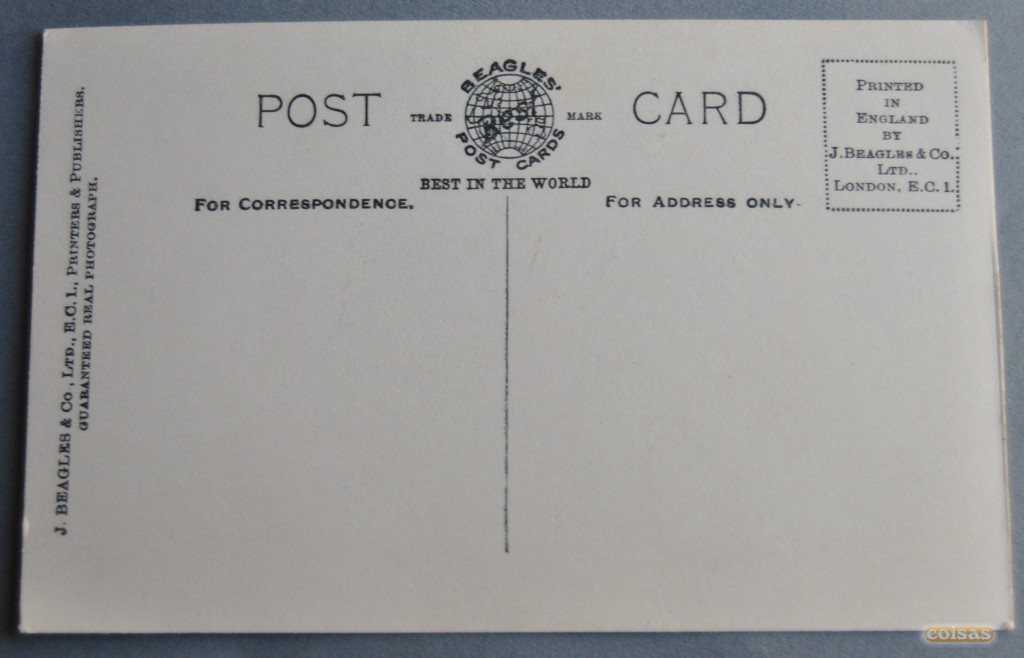 POST CARD
BEAGLES'
Best
POST CARDS
TRADE MARK
BEST IN THE WORLD
FOR CORRESPONDENCE.
FOR ADDRESS ONLY-
PRINTED
IN
ENGLAND
BY
J. BEAGLES & CO.
LTD..
LONDON, E.C. 1.
J. BEAGLES & CO., LTD., E.C. 1., PRINTERS & PUBLISHERS.
GUARANTEED REAL PHOTOGRAPH.
coisas